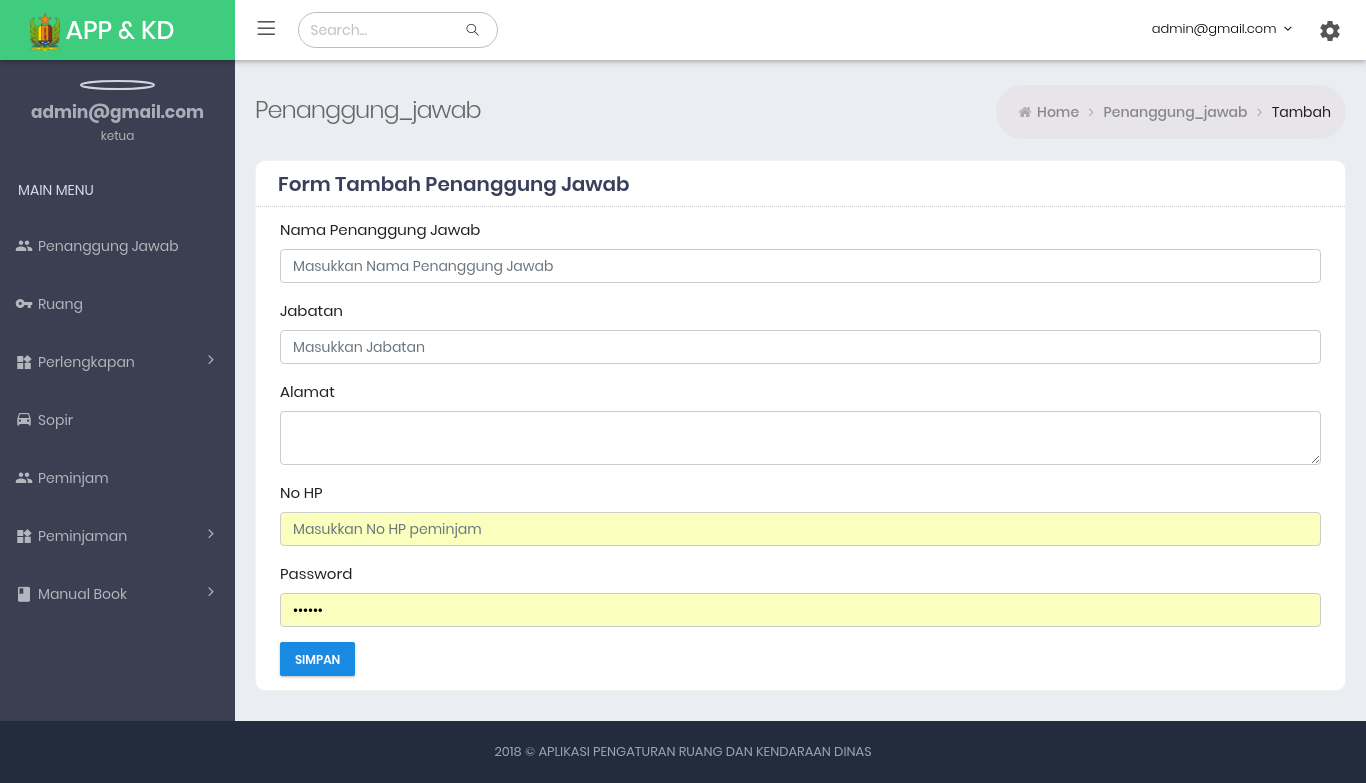 APP & KD
Search...
admin@gmail.com
admin@gmail.com
ketua
MAIN MENU
Penanggung Jawab
Ruang
Perlengkapan
Sopir
Peminjam
Peminjaman
Manual Book
Penanggung_jawab
Home > Penanggung_jawab > Tambah
Form Tambah Penanggung Jawab
Nama Penanggung Jawab
Masukkan Nama Penanggung Jawab
Jabatan
Masukkan Jabatan
Alamat
No HP
Masukkan No HP peminjam
Password
••••••
SIMPAN
2018 © APLIKASI PENGATURAN RUANG DAN KENDARAAN DINAS